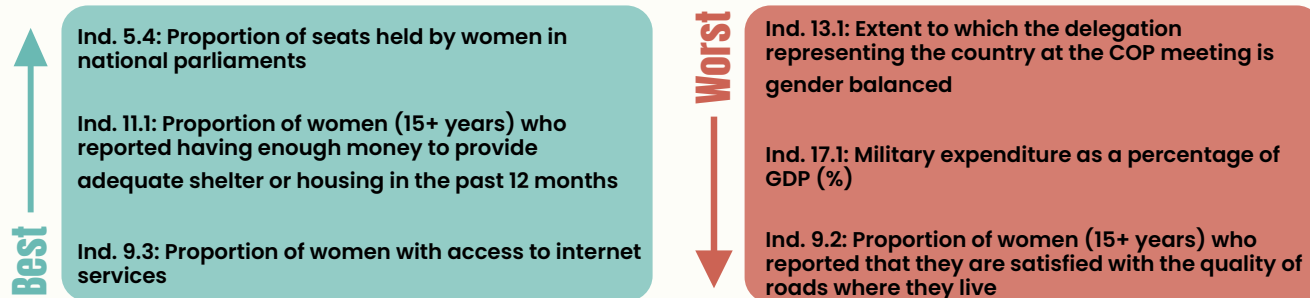 Best
Ind. 5.4: Proportion of seats held by women in
national parliaments
Ind. 11.1: Proportion of women (15+ years) who
reported having enough money to provide
adequate shelter or housing in the past 12 months
Ind. 9.3: Proportion of women with access to internet
services
Worst
Ind. 13.1: Extent to which the delegation
representing the country at the COP meeting is
gender balanced
Ind. 17.1: Military expenditure as a percentage of
GDP (%)
Ind. 9.2: Proportion of women (15+ years) who
reported that they are satisfied with the quality of
roads where they live